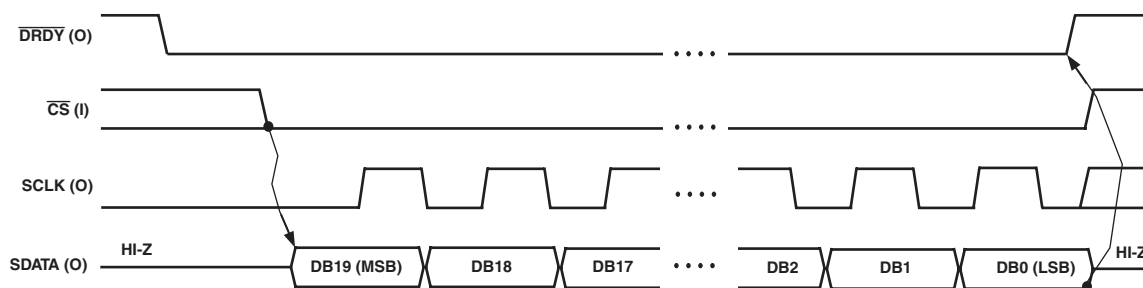 DRDY (O)
CS (I)
SCLK (O)
HI-Z
SDATA (O)
DB19 (MSB)
DB18
DB17
DB2
DB1
DB0 (LSB)
HI-Z